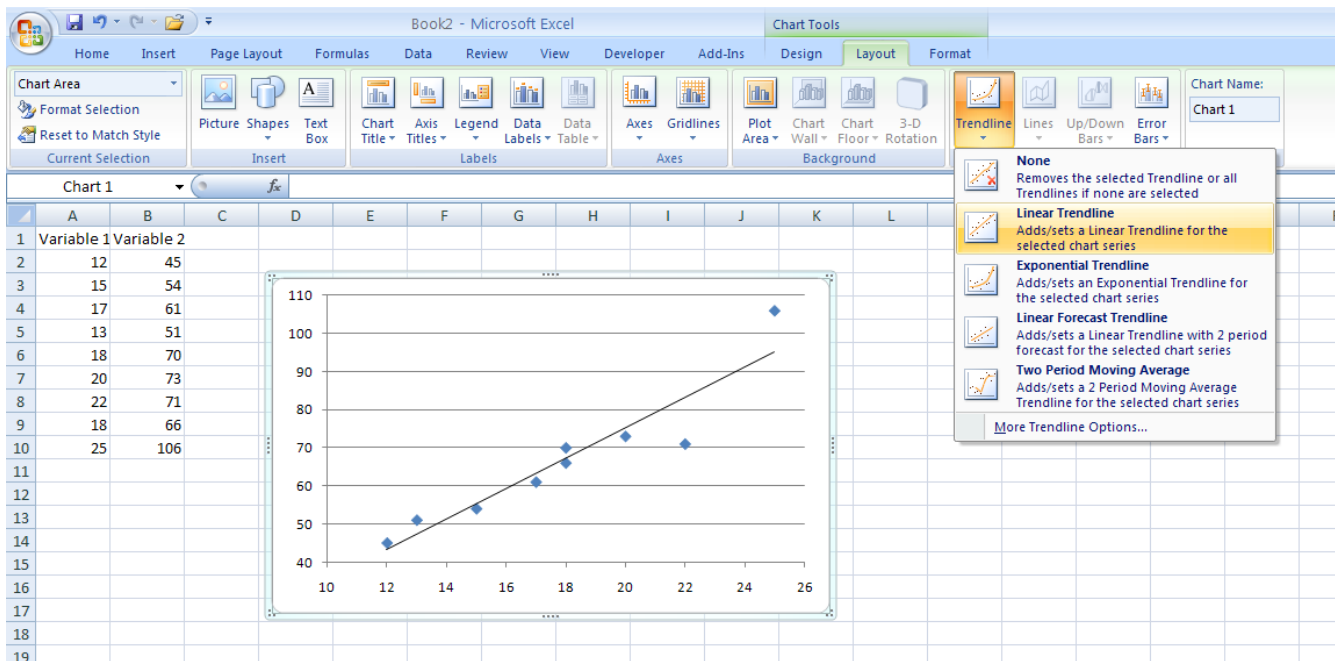 Book2 - Microsoft Excel
Chart Tools
Home Insert Page Layout Formulas Data Review View Developer Add-Ins Design Layout Format
Chart Area
Format Selection
Reset to Match Style
Current Selection
Picture Shapes Text Box
Insert
Chart Title Axis Titles Legend Data Labels Data Table
Labels
Axes Gridlines
Axes
Plot Area Chart Wall Chart Floor 3-D Rotation
Background
Trendline Lines Up/Down Bars Error Bars
Chart Name:
Chart 1
None
Removes the selected Trendline or all
Trendlines if none are selected
Linear Trendline
Adds/sets a Linear Trendline for the
selected chart series
Exponential Trendline
Adds/sets an Exponential Trendline for
the selected chart series
Linear Forecast Trendline
Adds/sets a Linear Trendline with 2 period
forecast for the selected chart series
Two Period Moving Average
Adds/sets a 2 Period Moving Average
Trendline for the selected chart series
More Trendline Options...
Chart 1 fx
A B C D E F G H I J K L
1 Variable 1 Variable 2
2 12 45
3 15 54
4 17 61
5 13 51
6 18 70
7 20 73
8 22 71
9 18 66
10 25 106
11
12
13
14
15
16
17
18
19
110
100
90
80
70
60
50
40
10 12 14 16 18 20 22 24 26